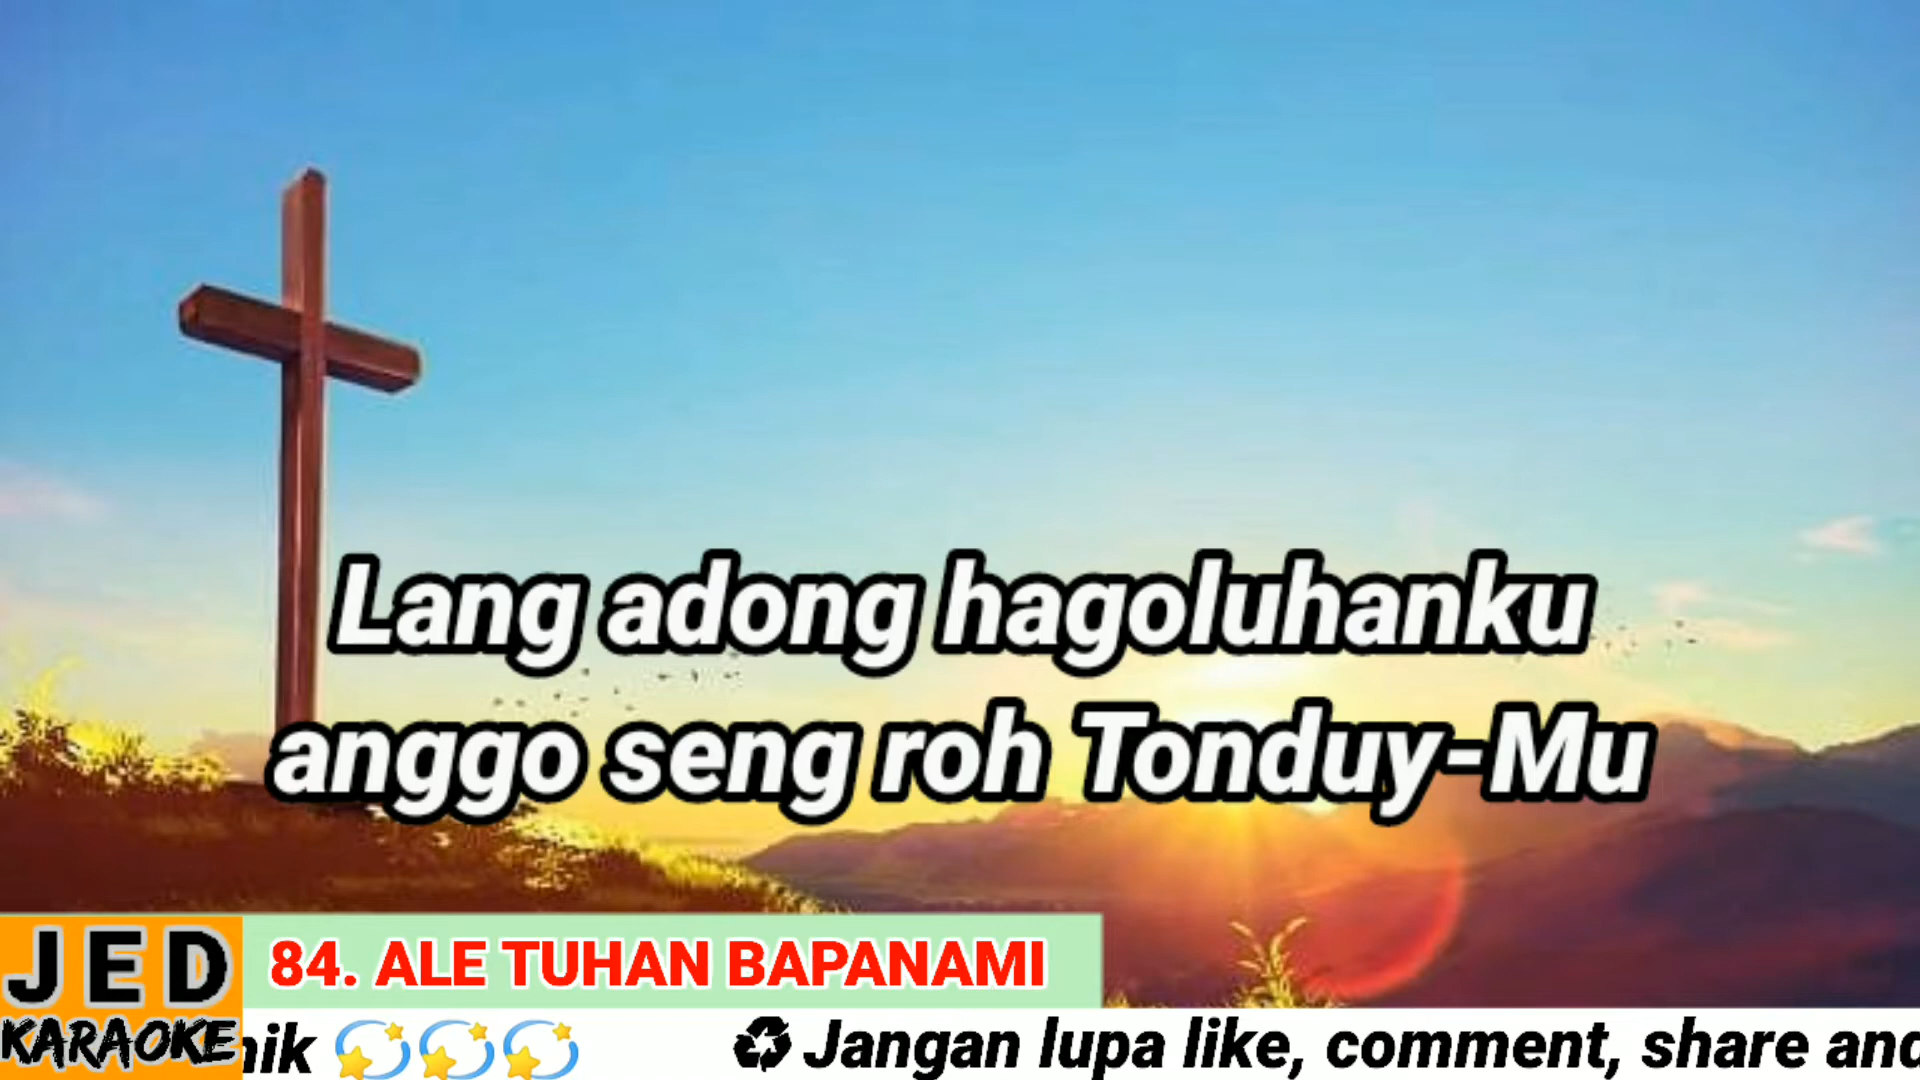 Lang adong hagoluhanku
anggo seng roh Tonduy-Mu
JED
84. ALE TUHAN BAPANAMI
KARAOKE
Jangan lupa like, comment, share